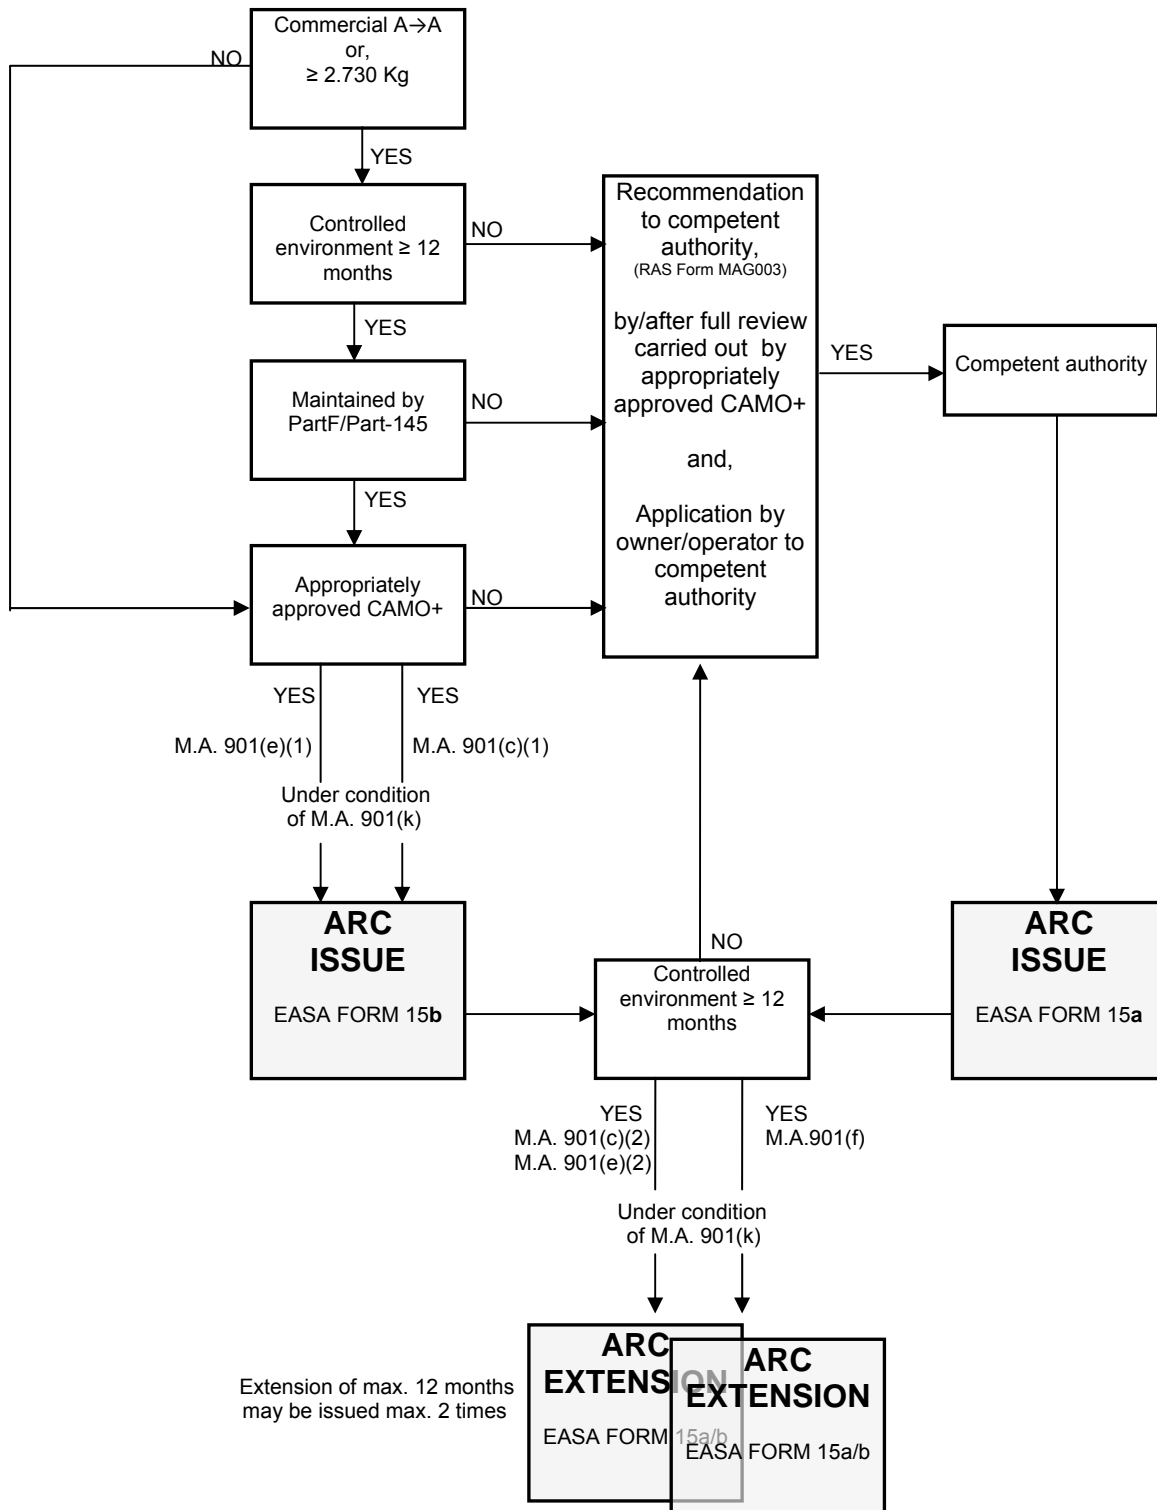 Commercial A→A
or,
≥ 2.730 Kg
NO
YES
Controlled
environment ≥ 12
months
NO
YES
Maintained by
PartF/Part-145
NO
YES
Appropriately
approved CAMO+
NO
Recommendation
to competent
authority,
(RAS Form MAG003)
by/after full review
carried out by
appropriately
approved CAMO+
and,
Application by
owner/operator to
competent
authority
YES
Competent authority
YES
YES
M.A. 901(e)(1)
M.A. 901(c)(1)
Under condition
of M.A. 901(k)
ARC
ISSUE
EASA FORM 15b
NO
Controlled
environment ≥ 12
months
ARC
ISSUE
EASA FORM 15a
YES
M.A. 901(c)(2)
M.A. 901(e)(2)
YES
M.A.901(f)
Under condition
of M.A. 901(k)
Extension of max. 12 months
may be issued max. 2 times
ARC
EXTENSION
EASA FORM 15a/b
ARC
EXTENSION
EASA FORM 15a/b